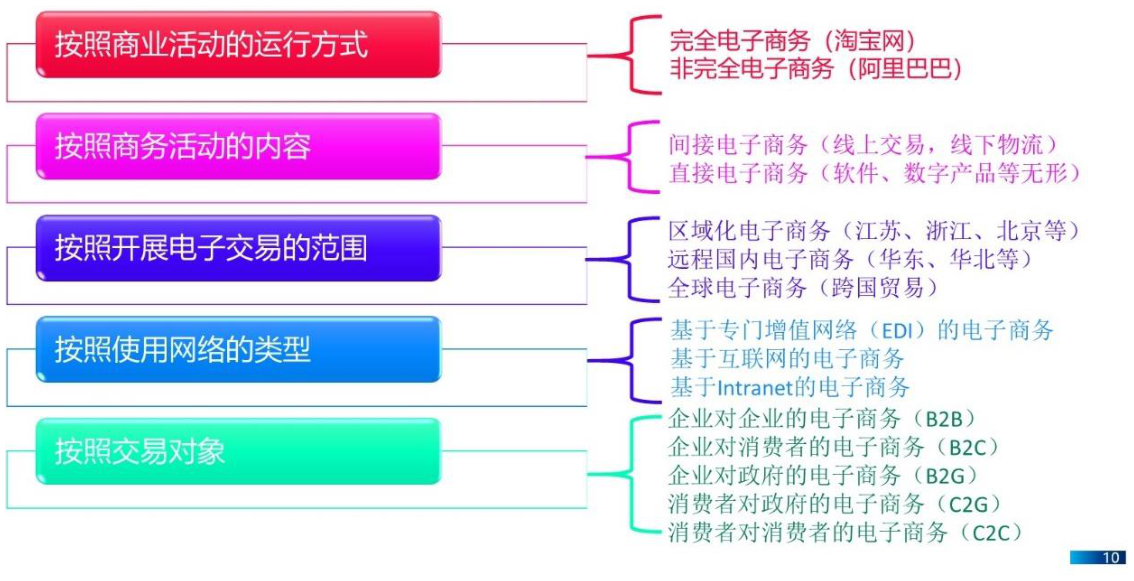 按照商业活动的运行方式
完全电子商务（淘宝网）
非完全电子商务（阿里巴巴）
按照商务活动的内容
间接电子商务（线上交易，线下物流）
直接电子商务（软件、数字产品等无形）
按照开展电子交易的范围
区域化电子商务（江苏、浙江、北京等）
远程国内电子商务（华东、华北等）
全球电子商务（跨国贸易）
按照使用网络的类型
基于专门增值网络（EDI）的电子商务
基于互联网的电子商务
基于Intranet的电子商务
按照交易对象
企业对企业的电子商务（B2B）
企业对消费者的电子商务（B2C）
企业对政府的电子商务（B2G）
消费者对政府的电子商务（C2G）
消费者对消费者的电子商务（C2C）
10